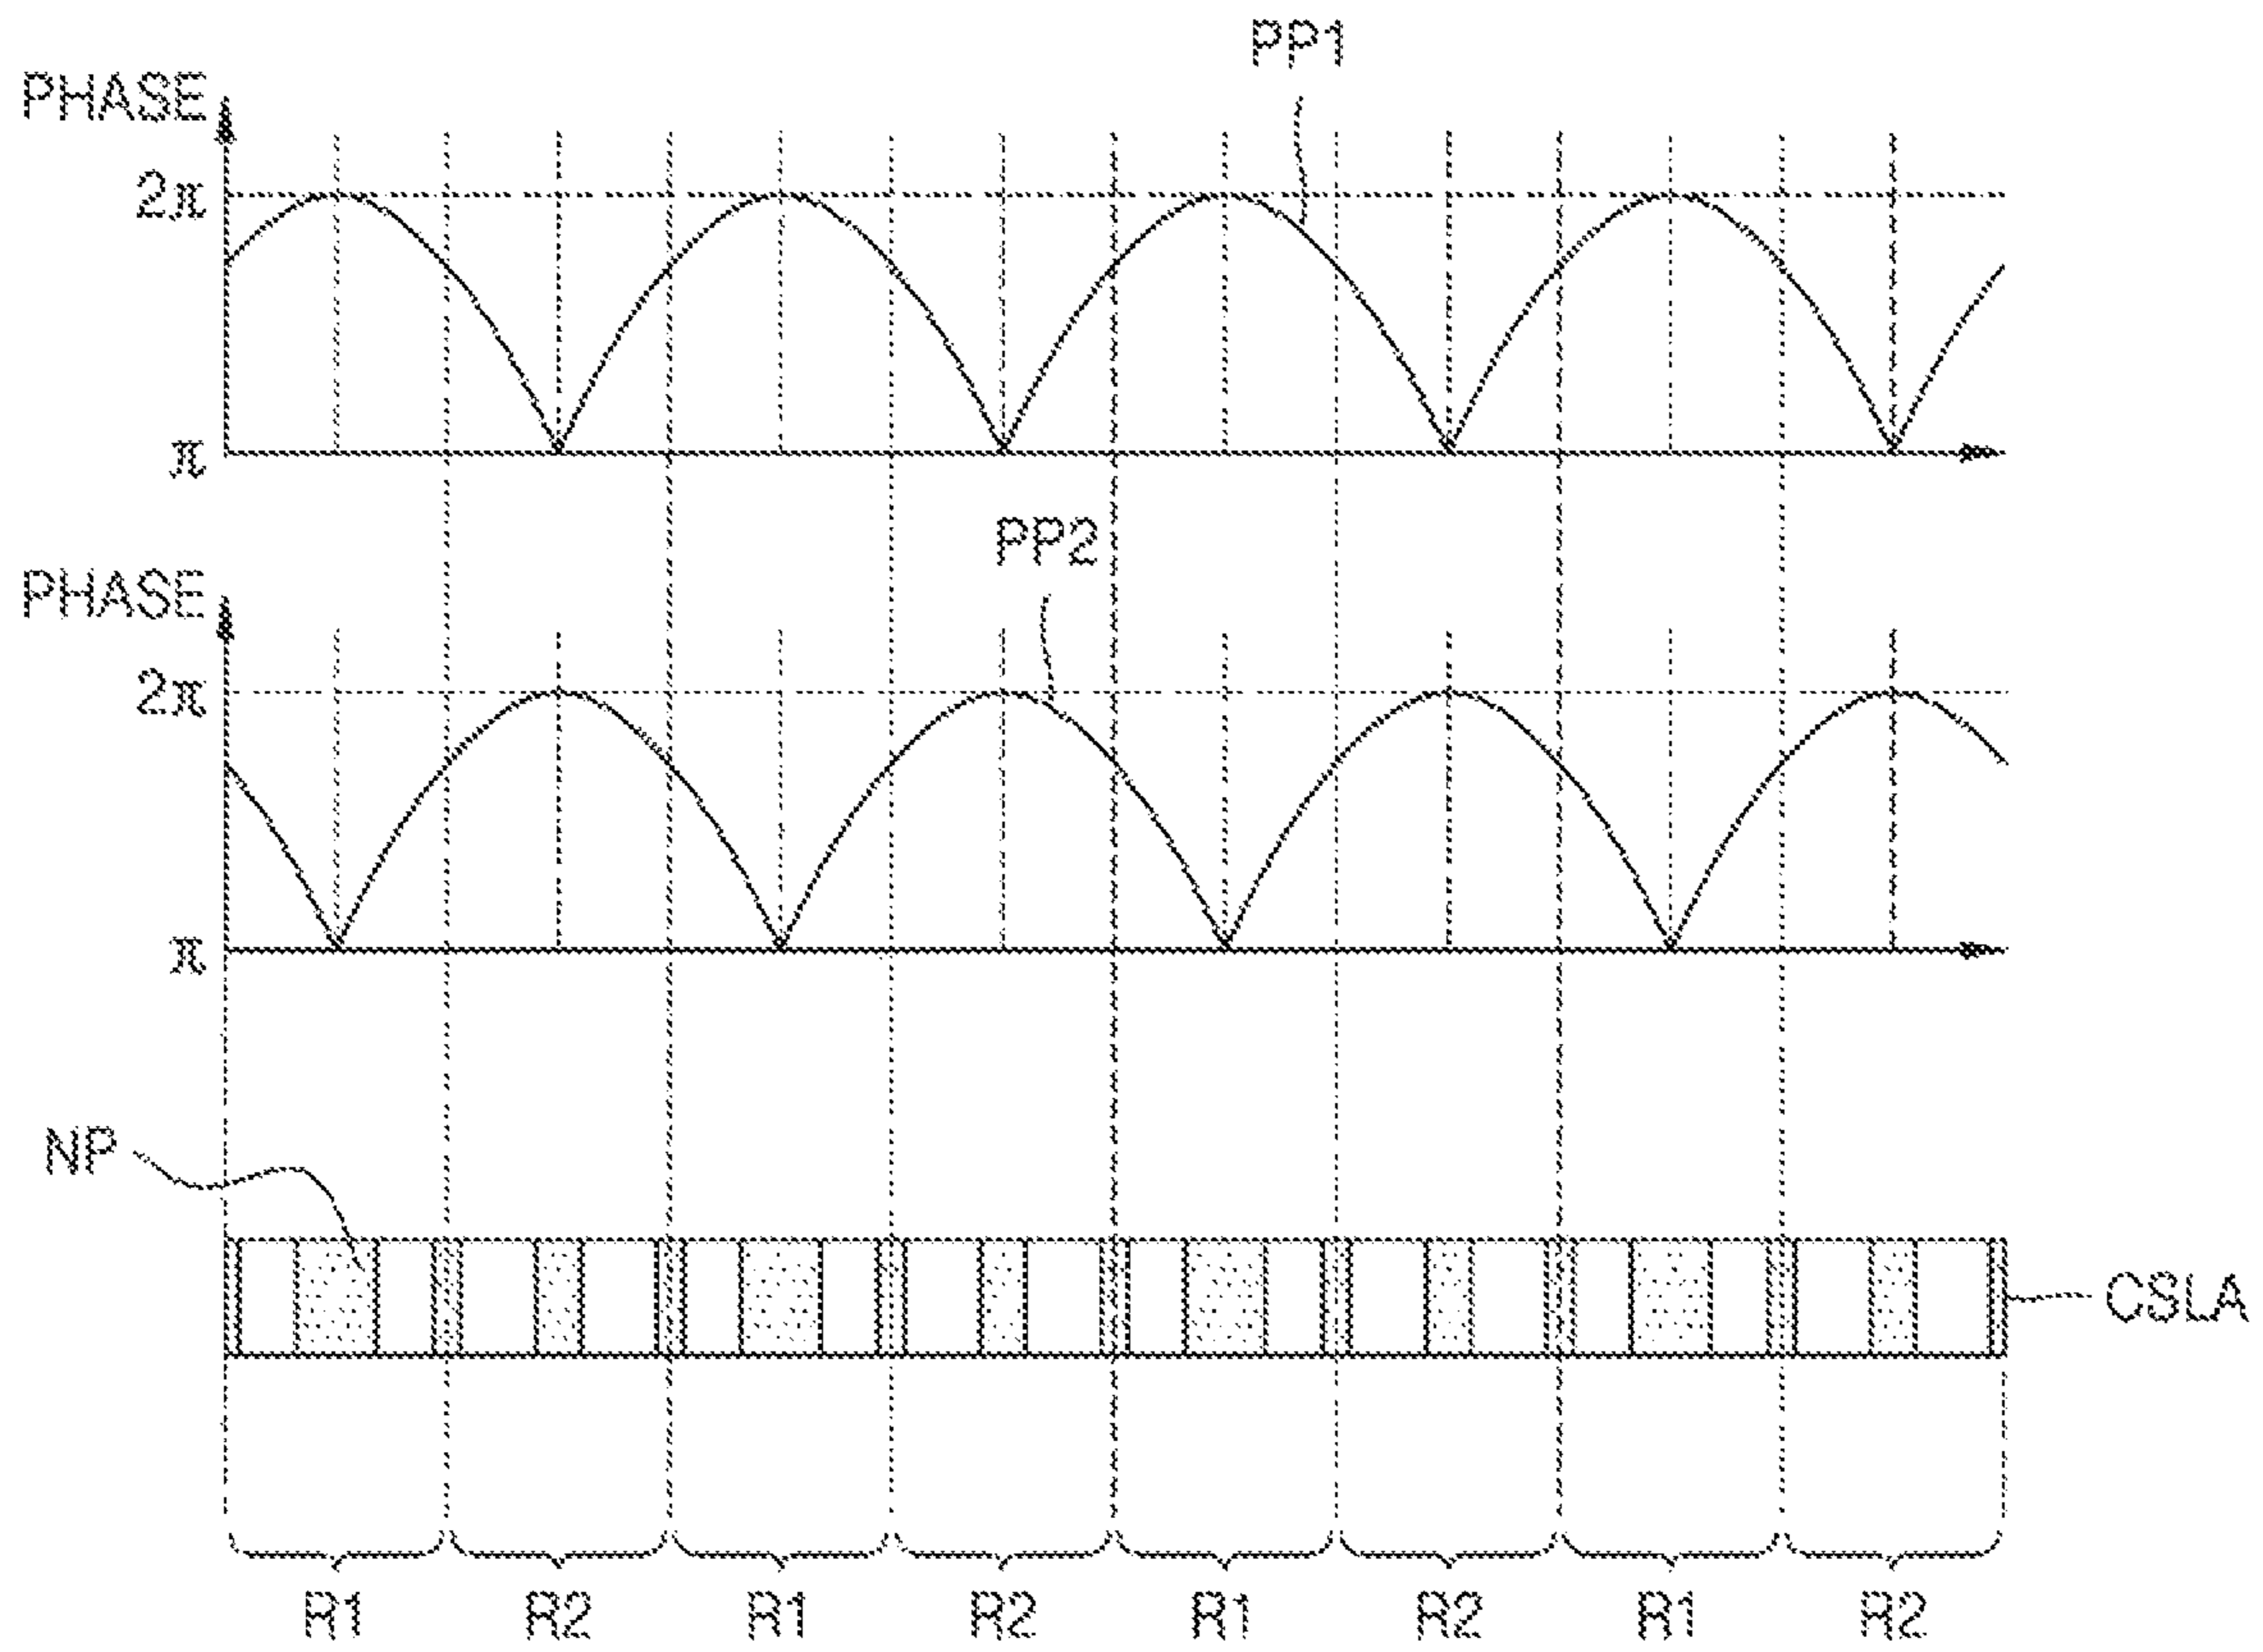 PP1
PHASE
2π
π
PP2
PHASE
2π
π
NP
CSLA
R1 R2 R1 R2 R1 R2 R1 R2